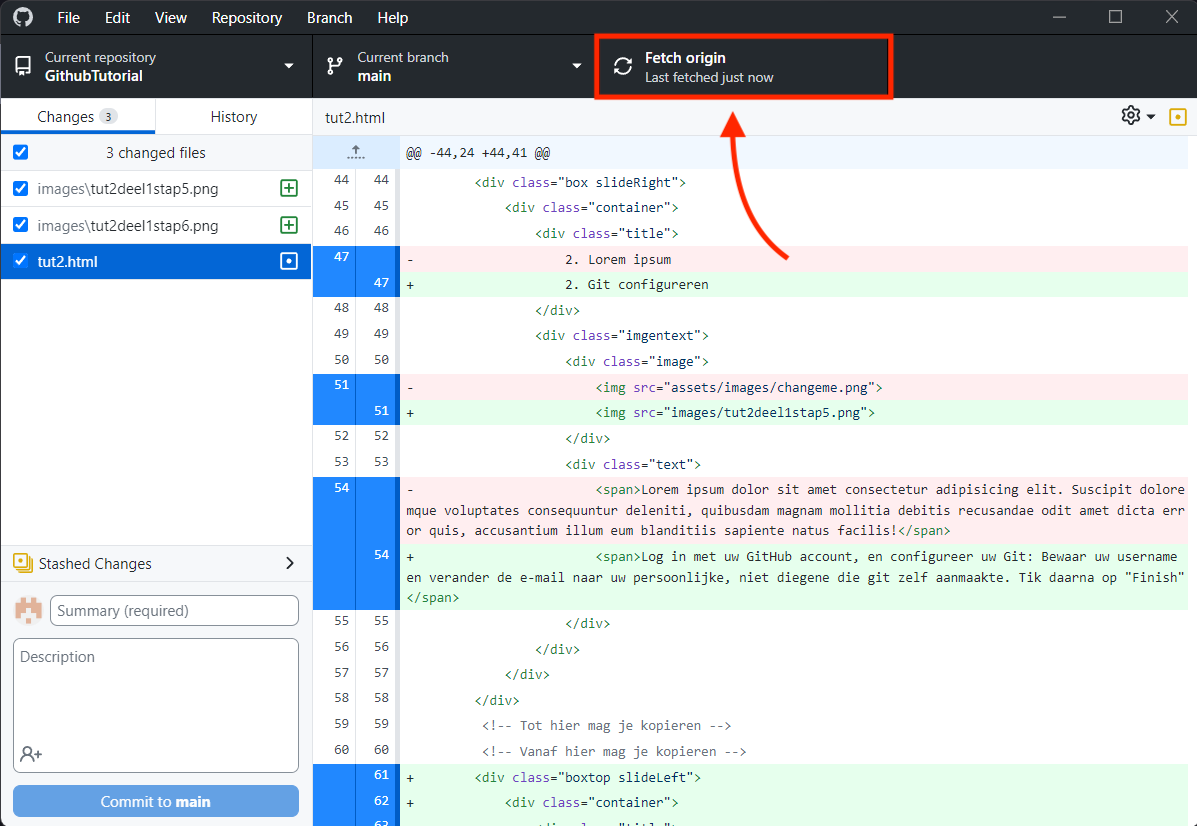 File Edit View Repository Branch Help
Current repository
GithubTutorial
Current branch
main
Fetch origin
Last fetched just now
Changes 3
History
3 changed files
images\tut2deel1stap5.png
images\tut2deel1stap6.png
tut2.html
Stashed Changes
Summary (required)
Description
Commit to main
tut2.html
@@ -44,24 +44,41 @@
44 44 <div class="box slideRight">
45 45 <div class="container">
46 46 <div class="title">
47 - 2. Lorem ipsum
47 + 2. Git configureren
48 48 </div>
49 49 <div class="imgentext">
50 50 <div class="image">
51 - <img src="assets/images/changeme.png">
51 + <img src="images/tut2deel1stap5.png">
52 52 </div>
53 53 <div class="text">
54 - <span>Lorem ipsum dolor sit amet consectetur adipisicing elit. Suscipit dolore
mque voluptates consequuntur deleniti, quibusdam magnam mollitia debitis recusandae odit amet dicta err
or quis, accusantium illum eum blanditiis sapiente natus facilis!</span>
54 + <span>Log in met uw GitHub account, en configureer uw Git: Bewaar uw username
en verander de e-mail naar uw persoonlijke, niet diegene die git zelf aanmaakte. Tik daarna op "Finish"
</span>
55 55 </div>
56 56 </div>
57 57 </div>
58 58 </div>
59 59 <!-- Tot hier mag je kopieren -->
60 60 <!-- Vanaf hier mag je kopieren -->
61 + <div class="boxtop slideLeft">
62 + <div class="container">